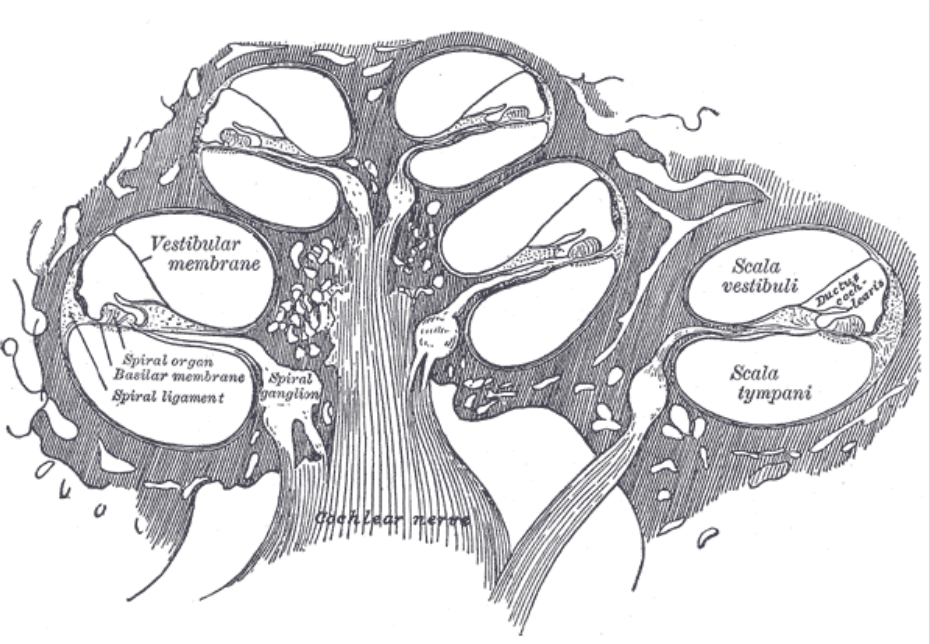 Vestibular
membrane
Scala
vestibuli
Ductus
coch-
learis
Spiral organ
Basilar membrane
Spiral ligament
Spiral
ganglion
Scala
tympani
Cochlear nerve